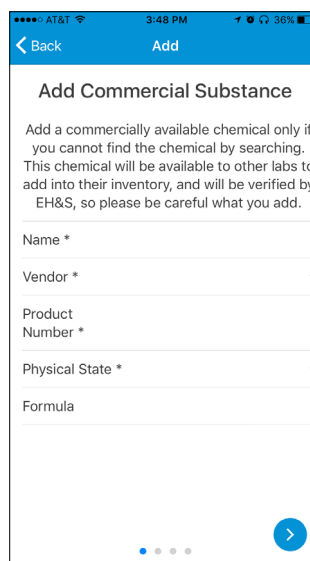 AT&T 3:48 PM 36%
Back Add
Add Commercial Substance
Add a commercially available chemical only if
you cannot find the chemical by searching.
This chemical will be available to other labs to
add into their inventory, and will be verified by
EH&S, so please be careful what you add.
Name *
Vendor *
Product
Number *
Physical State *
Formula